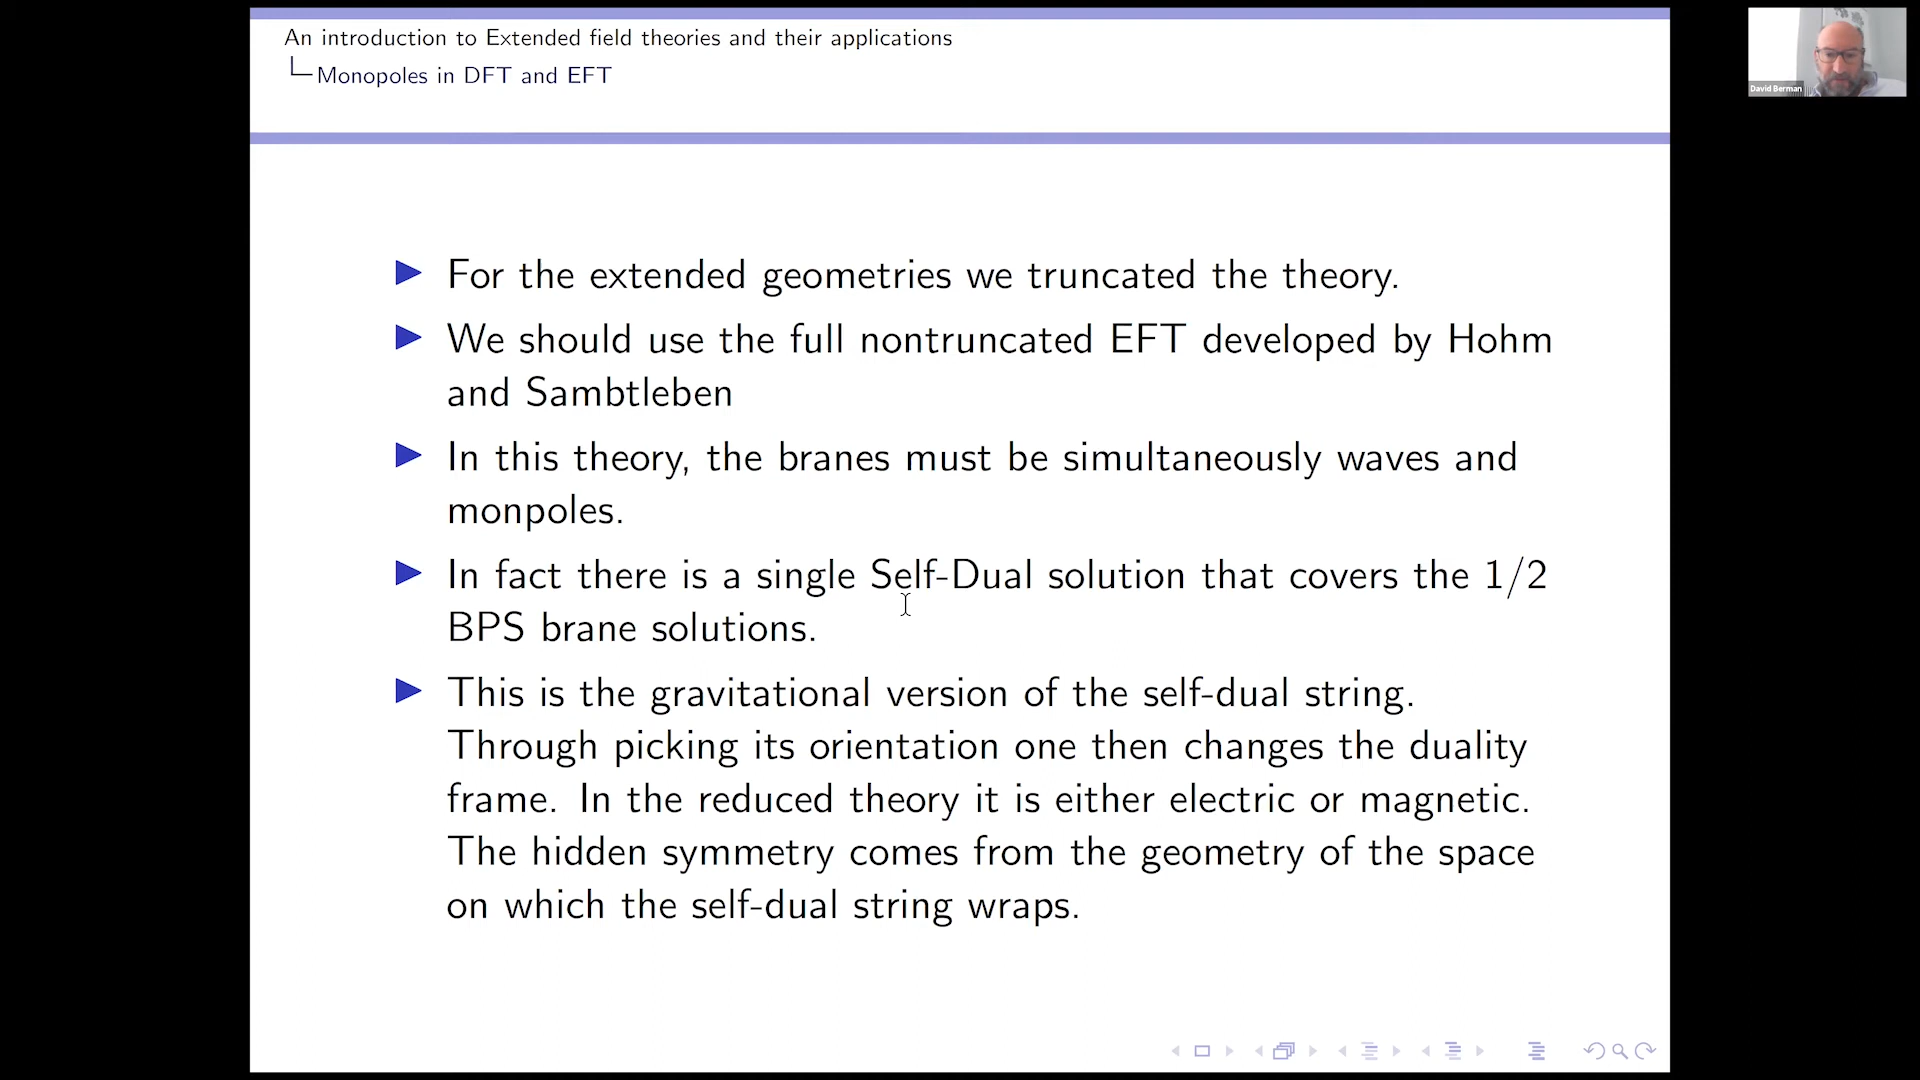 An introduction to Extended field theories and their applications
Monopoles in DFT and EFT
David Berman
For the extended geometries we truncated the theory.
We should use the full nontruncated EFT developed by Hohm
and Sambtleben
In this theory, the branes must be simultaneously waves and
monpoles.
In fact there is a single Self-Dual solution that covers the 1/2
BPS brane solutions.
This is the gravitational version of the self-dual string.
Through picking its orientation one then changes the duality
frame. In the reduced theory it is either electric or magnetic.
The hidden symmetry comes from the geometry of the space
on which the self-dual string wraps.